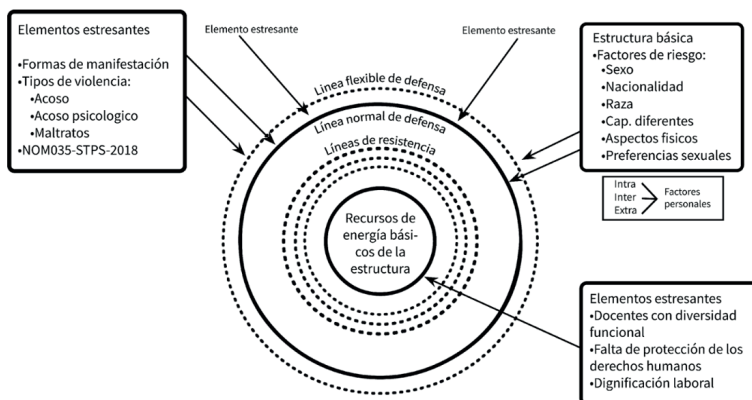 Elementos estresantes
•Formas de manifestación
•Tipos de violencia:
•Acoso
•Acoso psicologico
•Maltratos
•NOM035-STPS-2018
Elemento estresante
Elemento estresante
Estructura básica
•Factores de riesgo:
•Sexo
•Nacionalidad
•Raza
•Cap. diferentes
•Aspectos fisicos
•Preferencias sexuales
Intra
Inter
Extra
Factores
personales
Linea flexible de defensa
Línea normal de defensa
Líneas de resistencia
Recursos de
energía bási-
cos de la
estructura
Elementos estresantes
•Docentes con diversidad
funcional
•Falta de protección de los
derechos humanos
•Dignificación laboral